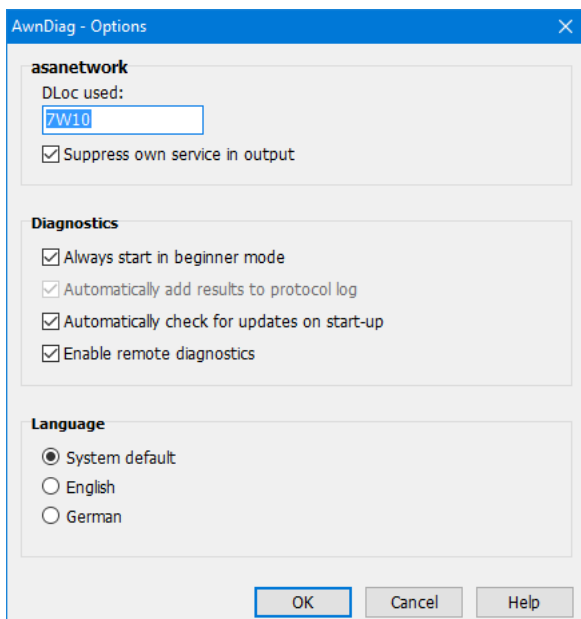 AwnDiag - Options
asanetwork
DLoc used:
7W10
Suppress own service in output
Diagnostics
Always start in beginner mode
Automatically add results to protocol log
Automatically check for updates on start-up
Enable remote diagnostics
Language
System default
English
German
OK Cancel Help